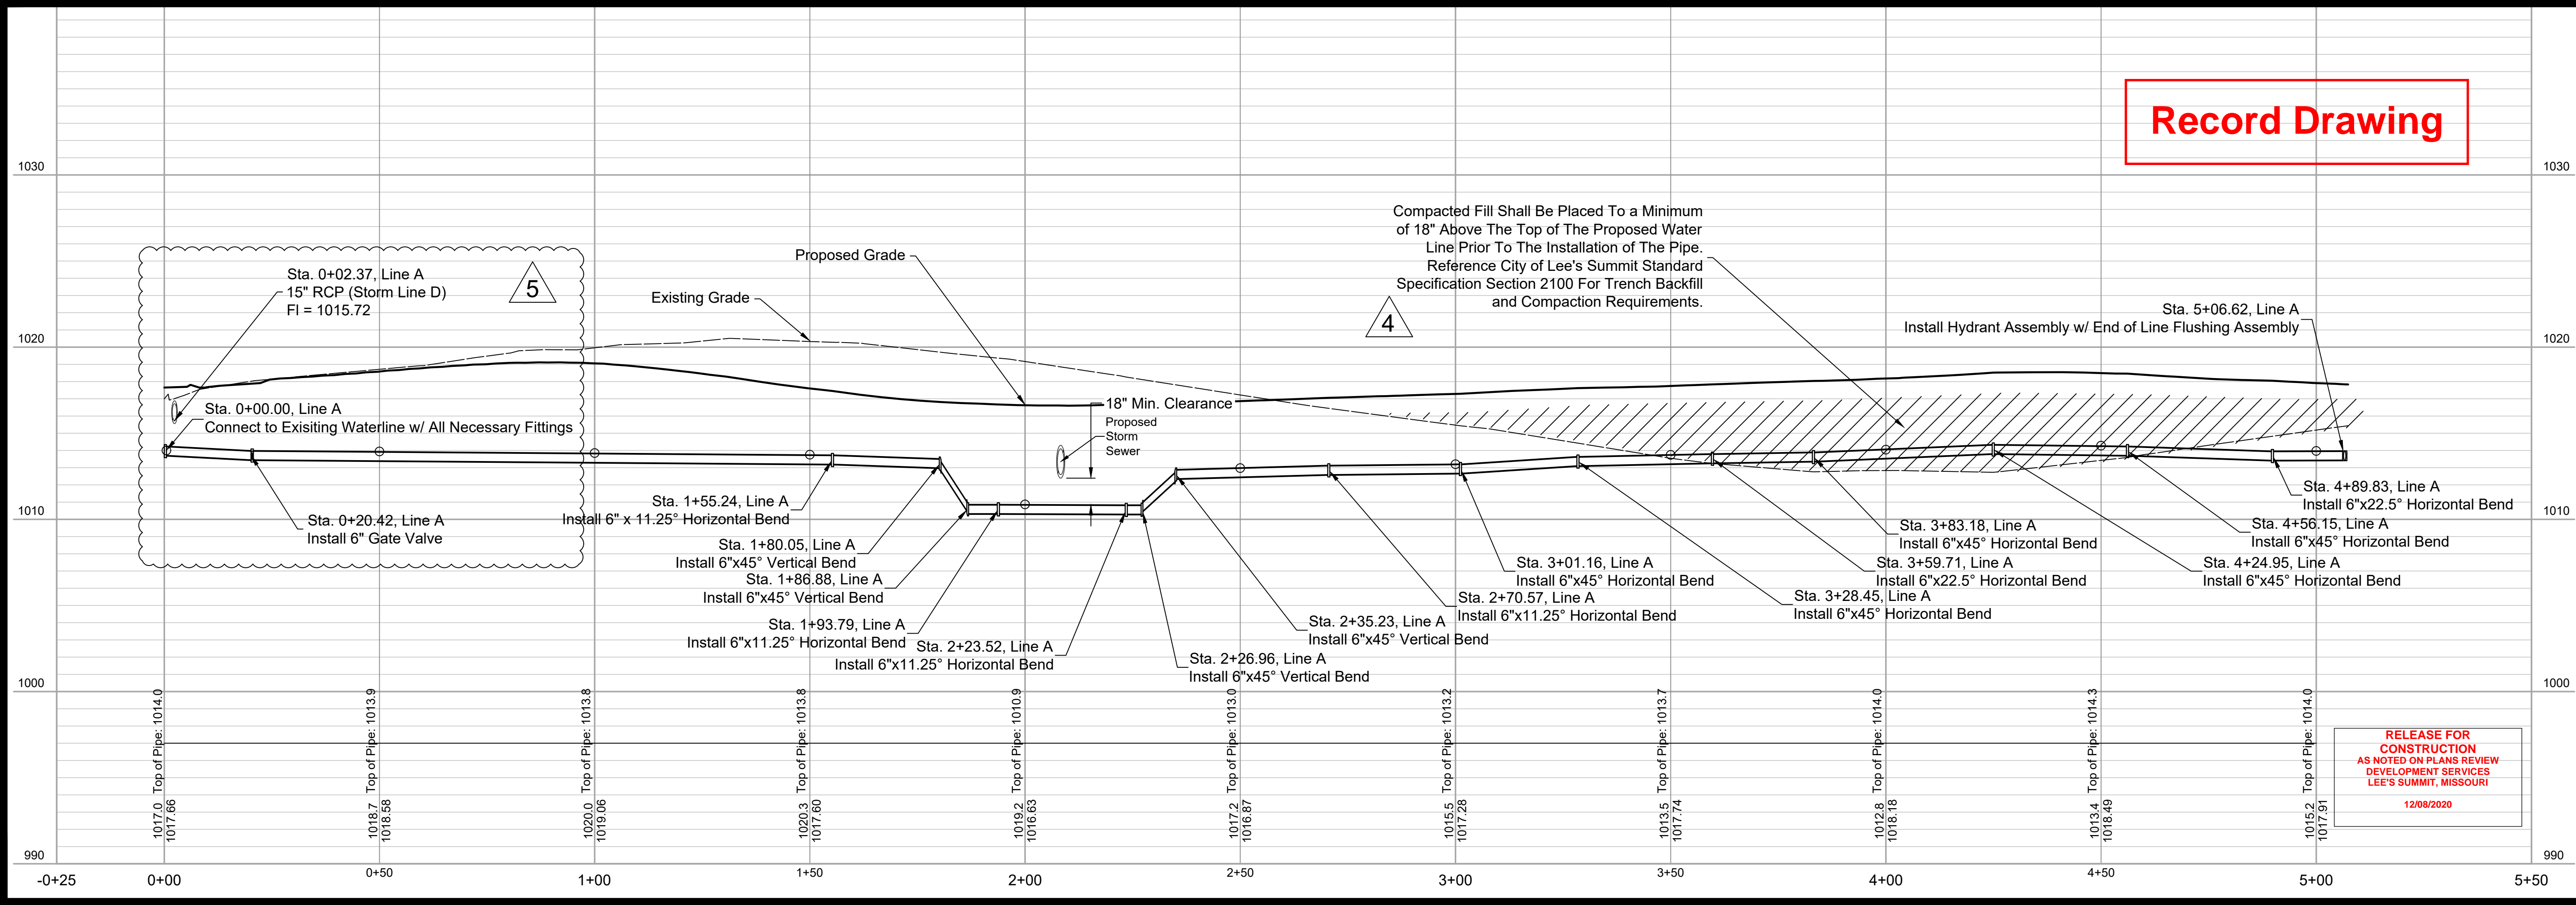 Record Drawing
1030
1030
Compacted Fill Shall Be Placed To a Minimum
of 18" Above The Top of The Proposed Water
Line Prior To The Installation of The Pipe.
Reference City of Lee's Summit Standard
Specification Section 2100 For Trench Backfill
and Compaction Requirements.
4
Proposed Grade
Existing Grade
Sta. 0+02.37, Line A
15" RCP (Storm Line D)
Fl = 1015.72
5
Sta. 5+06.62, Line A
Install Hydrant Assembly w/ End of Line Flushing Assembly
1020
1020
Sta. 0+00.00, Line A
Connect to Exisiting Waterline w/ All Necessary Fittings
18" Min. Clearance
Proposed
Storm
Sewer
Sta. 0+20.42, Line A
Install 6" Gate Valve
Sta. 1+55.24, Line A
Install 6" x 11.25° Horizontal Bend
Sta. 1+80.05, Line A
Install 6"x45° Vertical Bend
Sta. 1+86.88, Line A
Install 6"x45° Vertical Bend
Sta. 1+93.79, Line A
Install 6"x11.25° Horizontal Bend
Sta. 2+23.52, Line A
Install 6"x11.25° Horizontal Bend
Sta. 2+26.96, Line A
Install 6"x45° Vertical Bend
Sta. 2+35.23, Line A
Install 6"x45° Vertical Bend
Sta. 2+70.57, Line A
Install 6"x11.25° Horizontal Bend
Sta. 3+01.16, Line A
Install 6"x45° Horizontal Bend
Sta. 3+28.45, Line A
Install 6"x45° Horizontal Bend
Sta. 3+59.71, Line A
Install 6"x22.5° Horizontal Bend
Sta. 3+83.18, Line A
Install 6"x45° Horizontal Bend
Sta. 4+24.95, Line A
Install 6"x45° Horizontal Bend
Sta. 4+56.15, Line A
Install 6"x45° Horizontal Bend
Sta. 4+89.83, Line A
Install 6"x22.5° Horizontal Bend
1010
1010
1000
1000
1017.0 Top of Pipe: 1014.0
1017.66
1018.7 Top of Pipe: 1013.9
1018.58
1020.0 Top of Pipe: 1013.8
1019.06
1020.3 Top of Pipe: 1013.8
1017.60
1019.2 Top of Pipe: 1010.9
1016.63
1017.2 Top of Pipe: 1013.0
1016.87
1015.5 Top of Pipe: 1013.2
1017.28
1013.5 Top of Pipe: 1013.7
1017.74
1012.8 Top of Pipe: 1014.0
1018.18
1013.4 Top of Pipe: 1014.3
1018.49
1015.2 Top of Pipe: 1014.0
1017.91
RELEASE FOR
CONSTRUCTION
AS NOTED ON PLANS REVIEW
DEVELOPMENT SERVICES
LEE'S SUMMIT, MISSOURI
12/08/2020
990
990
-0+25 0+00 0+50 1+00 1+50 2+00 2+50 3+00 3+50 4+00 4+50 5+00 5+50